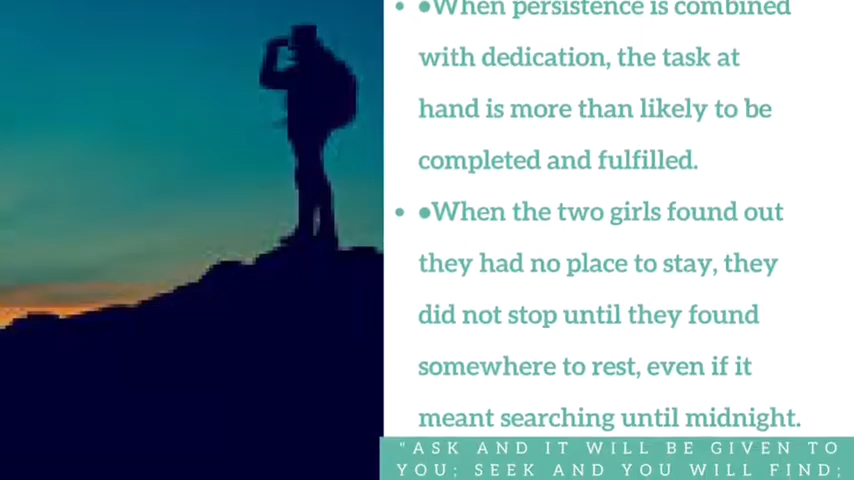 • •When persistence is combined
with dedication, the task at
hand is more than likely to be
completed and fulfilled.
• •When the two girls found out
they had no place to stay, they
did not stop until they found
somewhere to rest, even if it
meant searching until midnight.
"ASK AND IT WILL BE GIVEN TO
YOU; SEEK AND YOU WILL FIND;